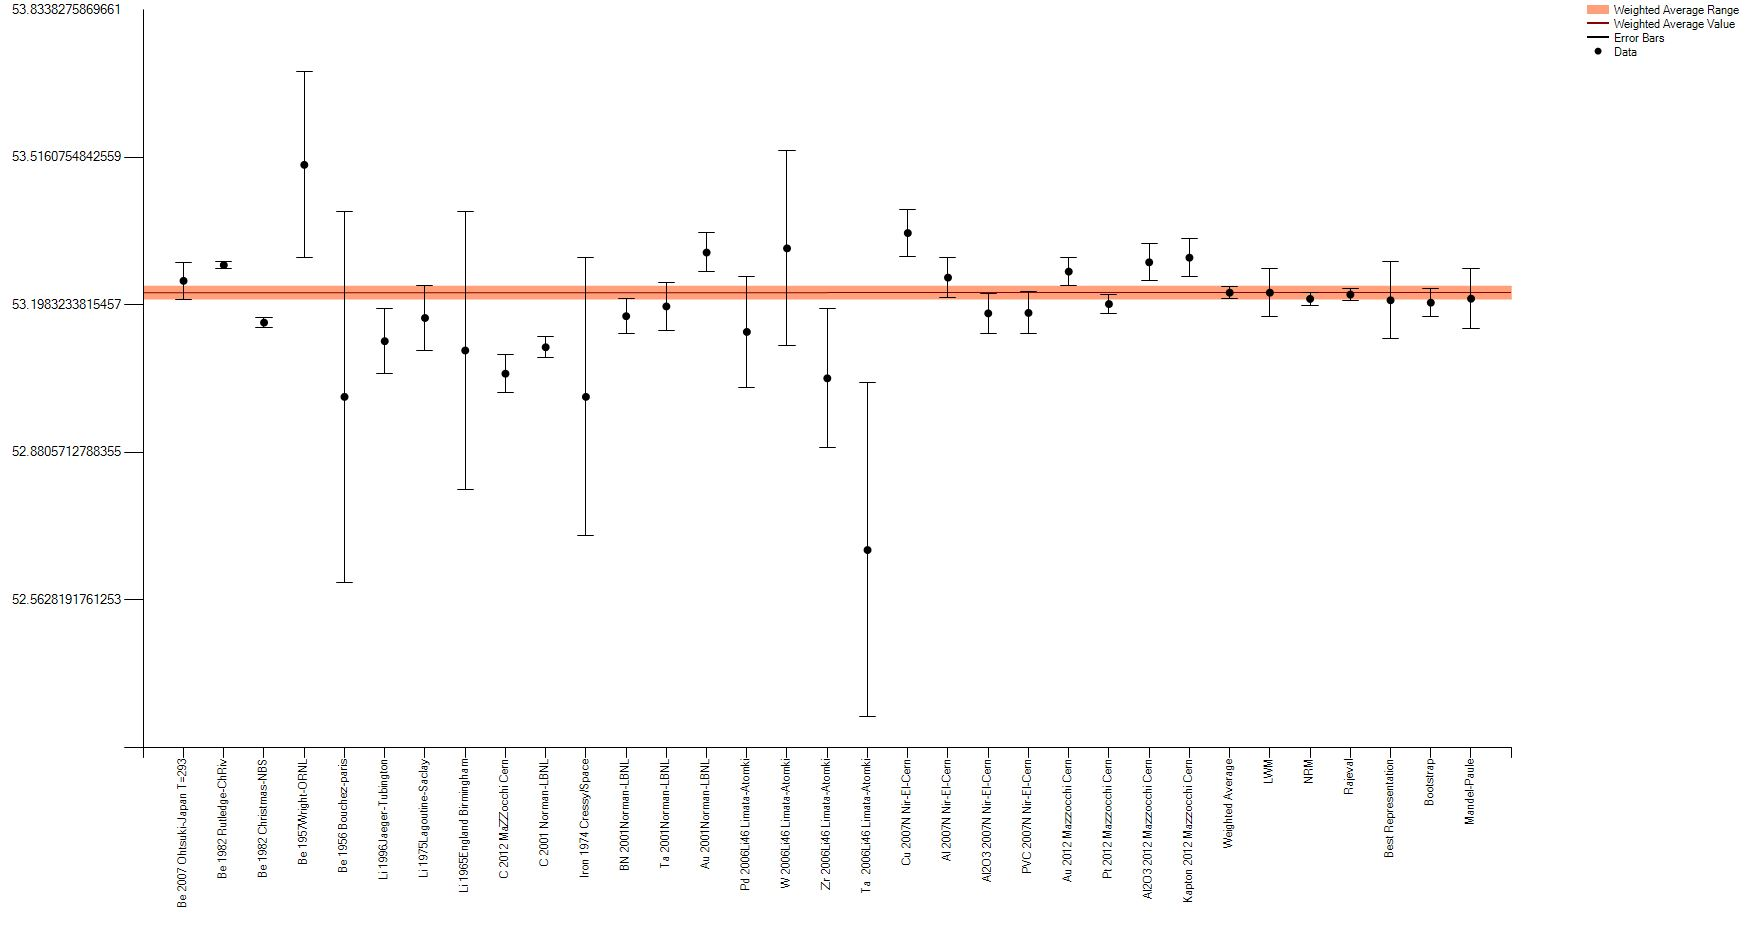 53.8338275869661
53.5160754842559
53.1983233815457
52.8805712788355
52.5628191761253
Weighted Average Range
Weighted Average Value
Error Bars
Data
Be 2007 Ohtsuki-Japan T=293
Be 1982 Rutledge-ChRiv
Be 1982 Christmas-NBS
Be 1957Wright-ORNL
Be 1956 Bouchez-paris
Li 1996Jaeger-Tubington
Li 1975Lagoutine-Saclay
Li 1965England Birmingham
C 2012 MaZZocchi Cern
C 2001 Norman-LBNL
Iron 1974 Cressy/Space
BN 2001Norman-LBNL
Ta 2001Norman-LBNL
Au 2001Norman-LBNL
Pd 2006Li46 Limata-Atomki
W 2006Li46 Limata-Atomki
Zr 2006Li46 Limata-Atomki
Ta 2006Li46 Limata-Atomki
Cu 2007N Nir-El-Cern
Al 2007N Nir-El-Cern
Al2O3 2007N Nir-El-Cern
PVC 2007N Nir-El-Cern
Au 2012 Mazzocchi Cern
Pt 2012 Mazzocchi Cern
Al2O3 2012 Mazzocchi Cern
Kapton 2012 Mazzocchi Cern
Weighted Average
LWM
NRM
Rajeval
Best Representation
Bootstrap
Mandel-Paule